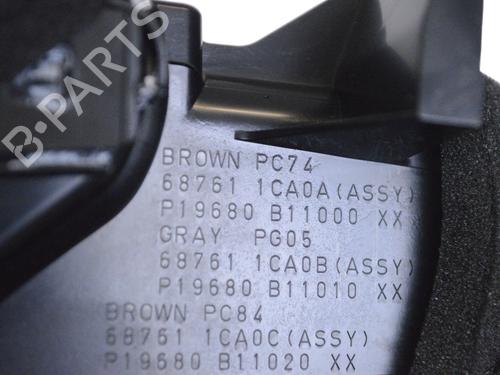 B-PARTS
BROWN PC74
68761 1CA0A(ASSY)
P19680 B11000 XX
GRAY PG05
68761 1CA0B(ASSY)
P19680 B11010 XX
BROWN PC84
68761 1CA0C(ASSY)
P19680 B11020 XX